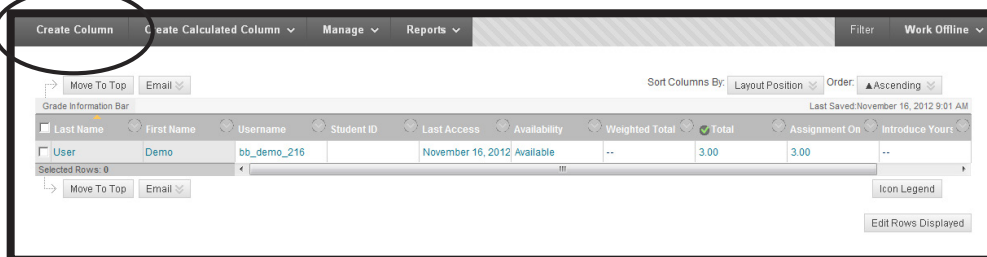 Create Column Create Calculated Column Manage Reports Filter Work Offline
Move To Top Email Sort Columns By: Layout Position Order: ▲Ascending
Grade Information Bar Last Saved:November 16, 2012 9:01 AM
Last Name First Name Username Student ID Last Access Availability Weighted Total Total Assignment On Introduce Yours
User Demo bb_demo_216 November 16, 2012 Available -- 3.00 3.00 --
Selected Rows: 0
Move To Top Email Icon Legend
Edit Rows Displayed